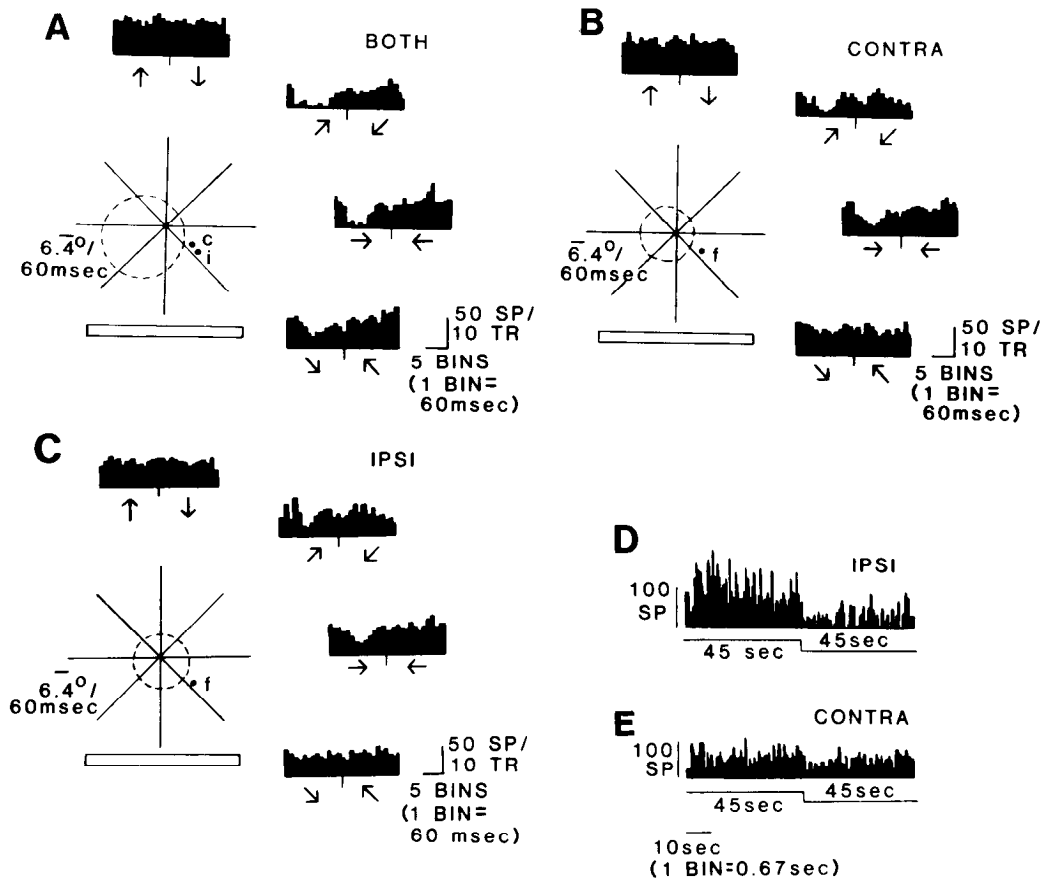 A
BOTH
c
i
6.4°/
60msec
50 SP/
10 TR
5 BINS
(1 BIN=
60msec)
B
CONTRA
f
6.4°/
60msec
50 SP/
10 TR
5 BINS
(1 BIN=
60msec)
C
IPSI
f
6.4°/
60msec
50 SP/
10 TR
5 BINS
(1 BIN=
60 msec)
D
IPSI
100
SP
45 sec
45sec
E
CONTRA
100
SP
45sec
45sec
10sec
(1 BIN=0.67sec)